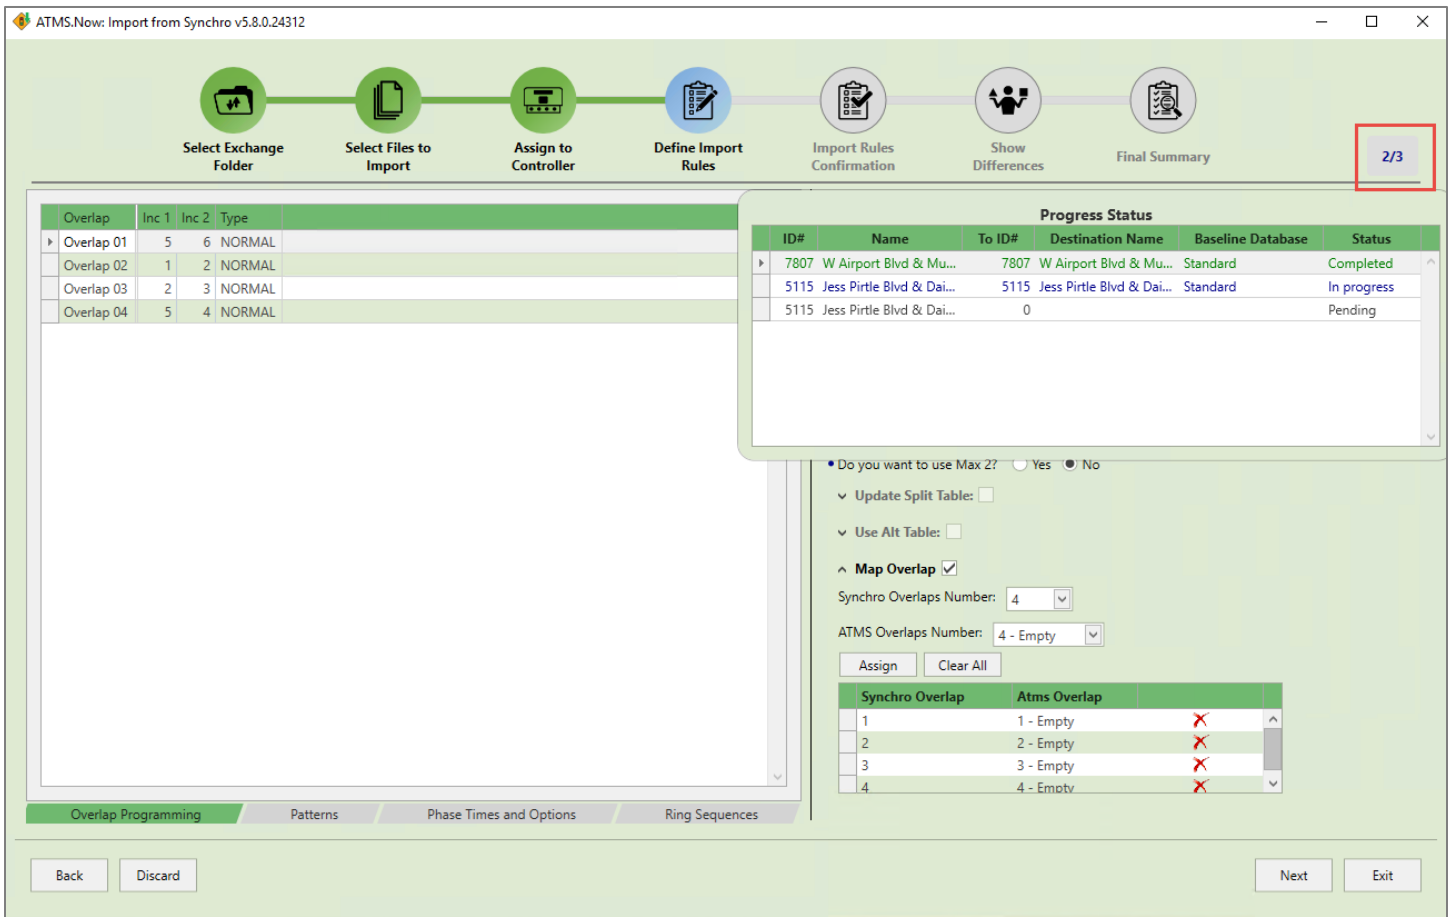 ATMS.Now: Import from Synchro v5.8.0.24312
Select Exchange Folder
Select Files to Import
Assign to Controller
Define Import Rules
Import Rules Confirmation
Show Differences
Final Summary
2/3
Overlap Inc 1 Inc 2 Type
Overlap 01 5 6 NORMAL
Overlap 02 1 2 NORMAL
Overlap 03 2 3 NORMAL
Overlap 04 5 4 NORMAL
Progress Status
ID# Name To ID# Destination Name Baseline Database Status
7807 W Airport Blvd & Mu... 7807 W Airport Blvd & Mu... Standard Completed
5115 Jess Pirtle Blvd & Dai... 5115 Jess Pirtle Blvd & Dai... Standard In progress
5115 Jess Pirtle Blvd & Dai... 0 Pending
Do you want to use Max 2? Yes No
Update Split Table:
Use Alt Table:
Map Overlap
Synchro Overlaps Number: 4
ATMS Overlaps Number: 4 - Empty
Assign Clear All
Synchro Overlap Atms Overlap
1 1 - Empty
2 2 - Empty
3 3 - Empty
4 4 - Empty
Overlap Programming Patterns Phase Times and Options Ring Sequences
Back Discard Next Exit